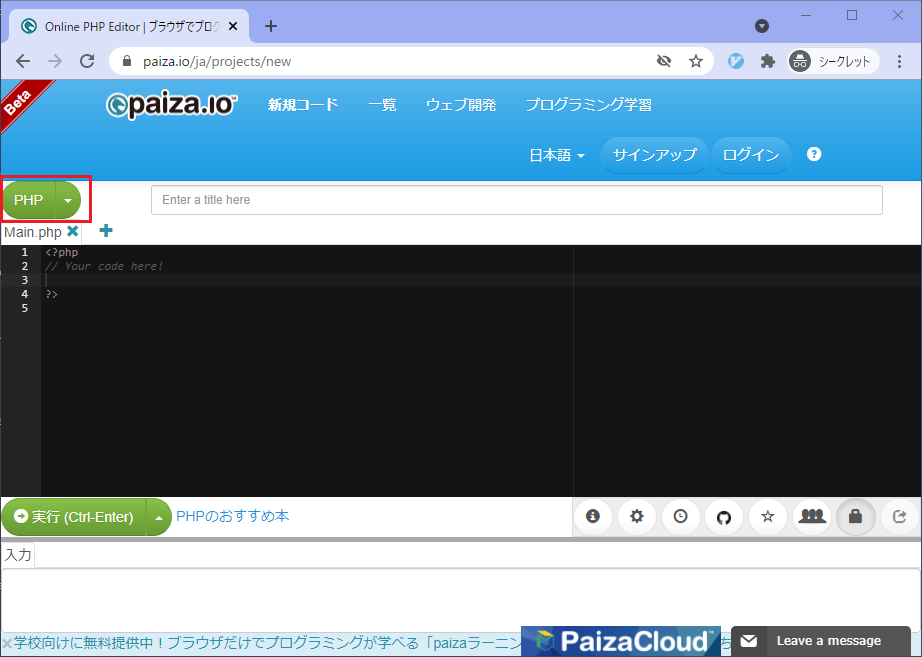 Online PHP Editor | ブラウザでプロ
paiza.io/ja/projects/new
シークレット
Beta
paiza.io™
新規コード 一覧 ウェブ開発 プログラミング学習
日本語 サインアップ ログイン ?
PHP
Enter a title here
Main.php
1 <?php
2 // Your code here!
3
4 ?>
5
実行 (Ctrl-Enter) PHPのおすすめ本
入力
学校向けに無料提供中！ブラウザだけでプログラミングが学べる「paizaラーニン
PaizaCloud
ち
Leave a message